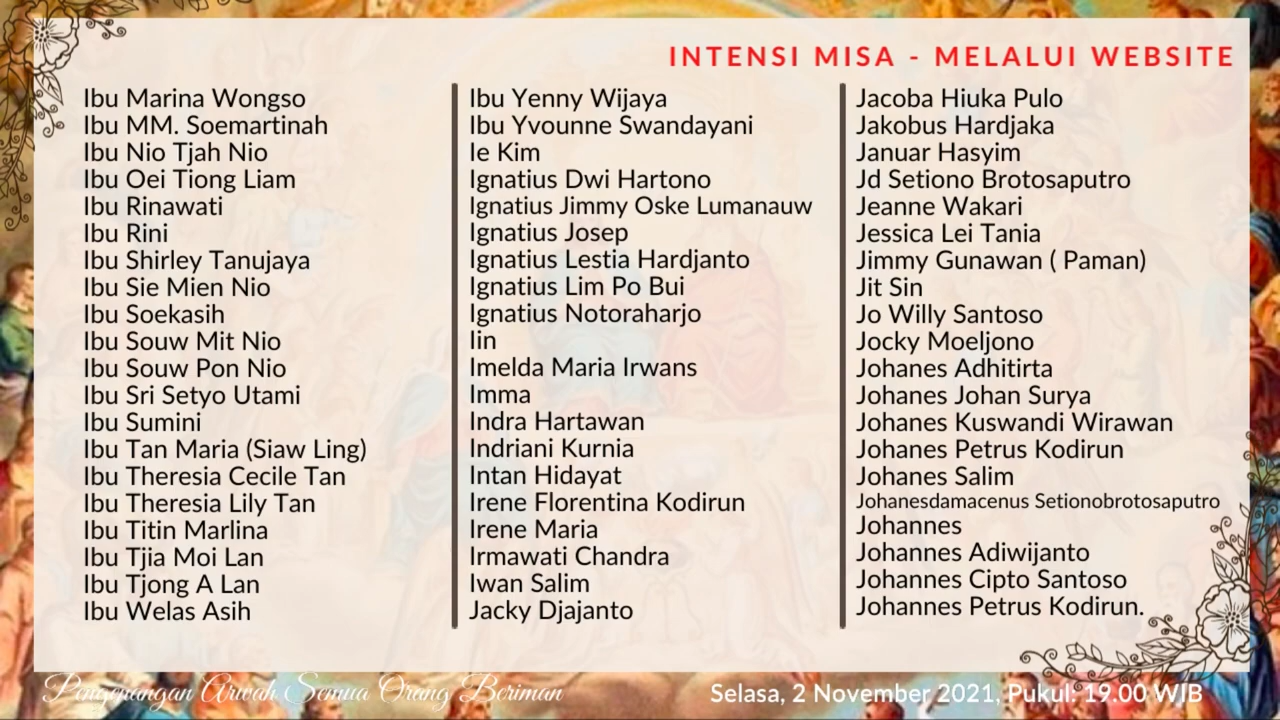 INTENSI MISA - MELALUI WEBSITE
Ibu Marina Wongso
Ibu MM. Soemartinah
Ibu Nio Tjah Nio
Ibu Oei Tiong Liam
Ibu Rinawati
Ibu Rini
Ibu Shirley Tanujaya
Ibu Sie Mien Nio
Ibu Soekasih
Ibu Souw Mit Nio
Ibu Souw Pon Nio
Ibu Sri Setyo Utami
Ibu Sumini
Ibu Tan Maria (Siaw Ling)
Ibu Theresia Cecile Tan
Ibu Theresia Lily Tan
Ibu Titin Marlina
Ibu Tjia Moi Lan
Ibu Tjong A Lan
Ibu Welas Asih
Ibu Yenny Wijaya
Ibu Yvounne Swandayani
Ie Kim
Ignatius Dwi Hartono
Ignatius Jimmy Oske Lumanauw
Ignatius Josep
Ignatius Lestia Hardjanto
Ignatius Lim Po Bui
Ignatius Notoraharjo
Iin
Imelda Maria Irwans
Imma
Indra Hartawan
Indriani Kurnia
Intan Hidayat
Irene Florentina Kodirun
Irene Maria
Irmawati Chandra
Iwan Salim
Jacky Djajanto
Jacoba Hiuka Pulo
Jakobus Hardjaka
Januar Hasyim
Jd Setiono Brotosaputro
Jeanne Wakari
Jessica Lei Tania
Jimmy Gunawan ( Paman)
Jit Sin
Jo Willy Santoso
Jocky Moeljono
Johanes Adhitirta
Johanes Johan Surya
Johanes Kuswandi Wirawan
Johanes Petrus Kodirun
Johanes Salim
Johanesdamacenus Setionobrotosaputro
Johannes
Johannes Adiwijanto
Johannes Cipto Santoso
Johannes Petrus Kodirun.
Pengenangan Arwah Semua Orang Beriman
Selasa, 2 November 2021, Pukul: 19.00 WIB